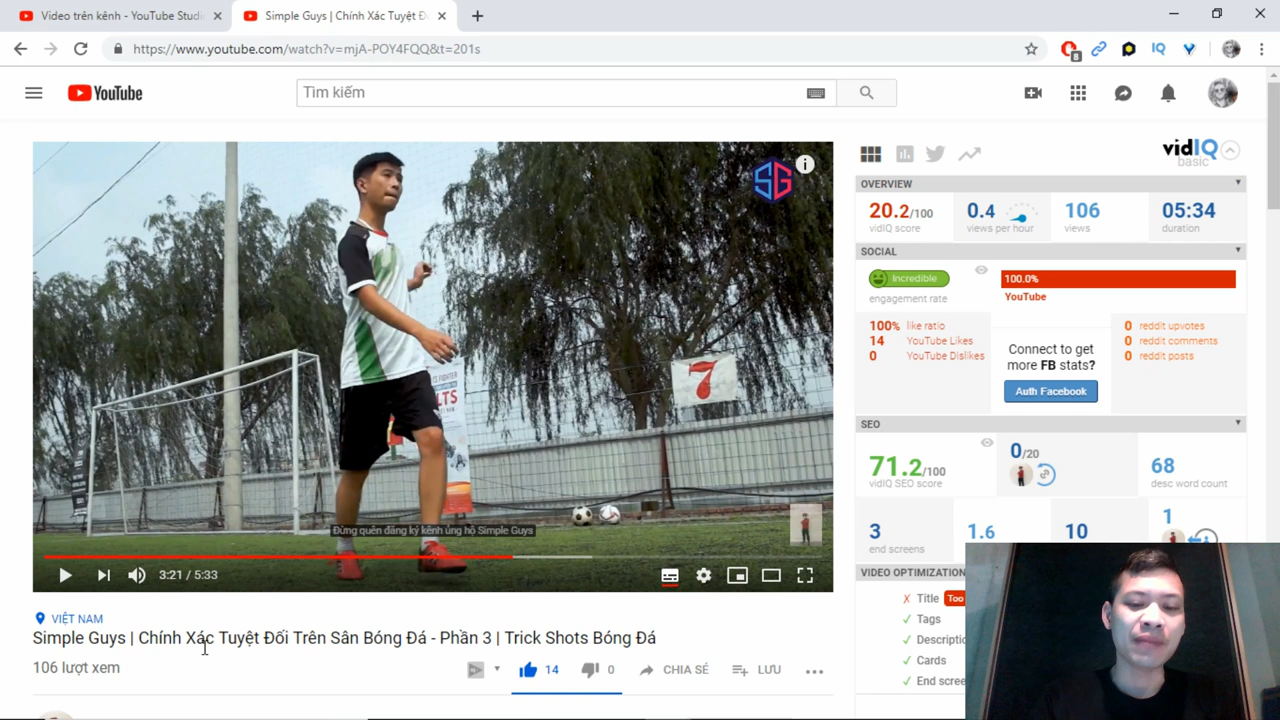 Video trên kênh - YouTube Studi
Simple Guys | Chính Xác Tuyệt Đ
https://www.youtube.com/watch?v=mjA-POY4FQQ&t=201s
8
IQ
YouTube
Tìm kiếm
SG
7
LTS
Đừng quên đăng ký kênh ủng hộ Simple Guys
3:21 / 5:33
VIỆT NAM
Simple Guys | Chính Xác Tuyệt Đối Trên Sân Bóng Đá - Phần 3 | Trick Shots Bóng Đá
106 lượt xem
14
0
CHIA SẺ
LƯU
vidIQ
basic
OVERVIEW
20.2/100
0.4
106
05:34
vidIQ score
views per hour
views
duration
SOCIAL
Incredible
100.0%
engagement rate
YouTube
100% like ratio
14 YouTube Likes
0 YouTube Dislikes
Connect to get
more FB stats?
Auth Facebook
0 reddit upvotes
0 reddit comments
0 reddit posts
SEO
71.2/100
vidIQ SEO score
0/20
68
desc word count
3
end screens
1.6
10
1
VIDEO OPTIMIZATION
Title Too
Tags
Descriptio
Cards
End scree